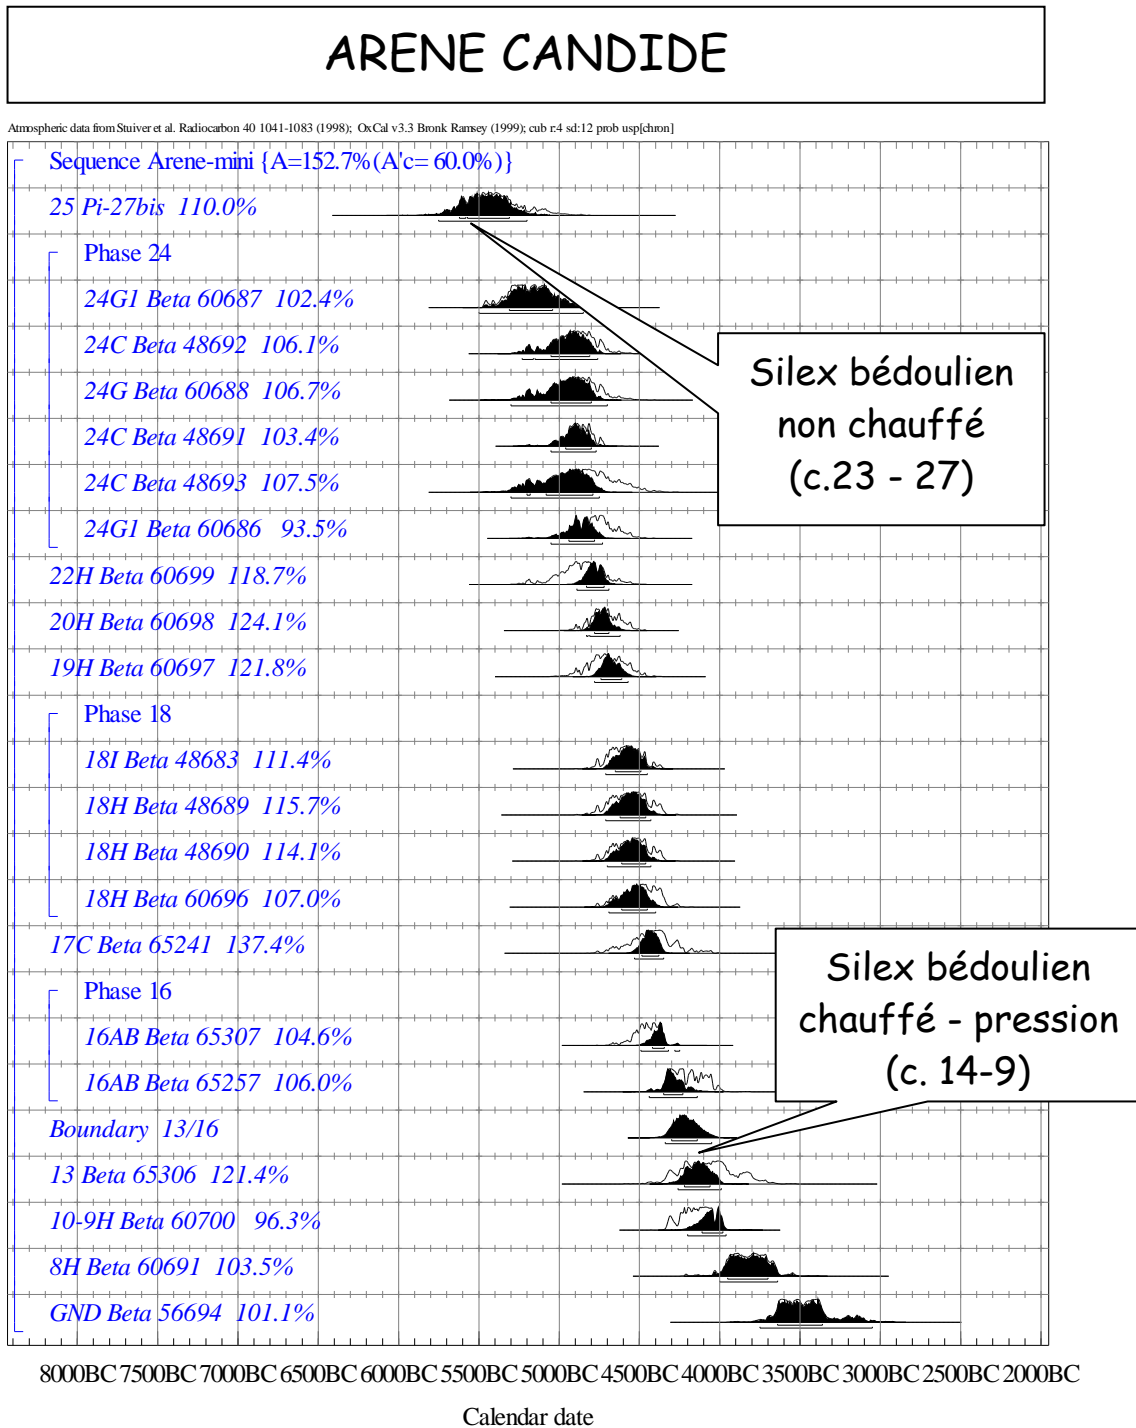 ARENE CANDIDE
Atmospheric data from Stuiver et al. Radiocarbon 40 1041-1083 (1998); OxCal v3.3 Bronk Ramsey (1999); cub r:4 sd:12 prob usp[chron]
Sequence Arene-mini {A=152.7%(A'c= 60.0%)}
25 Pi-27bis 110.0%
Phase 24
24G1 Beta 60687 102.4%
24C Beta 48692 106.1%
24G Beta 60688 106.7%
24C Beta 48691 103.4%
24C Beta 48693 107.5%
24G1 Beta 60686 93.5%
Silex bédoulien
non chauffé
(c.23 - 27)
22H Beta 60699 118.7%
20H Beta 60698 124.1%
19H Beta 60697 121.8%
Phase 18
18I Beta 48683 111.4%
18H Beta 48689 115.7%
18H Beta 48690 114.1%
18H Beta 60696 107.0%
17C Beta 65241 137.4%
Phase 16
16AB Beta 65307 104.6%
16AB Beta 65257 106.0%
Silex bédoulien
chauffé - pression
(c. 14-9)
Boundary 13/16
13 Beta 65306 121.4%
10-9H Beta 60700 96.3%
8H Beta 60691 103.5%
GND Beta 56694 101.1%
8000BC 7500BC 7000BC 6500BC 6000BC 5500BC 5000BC 4500BC 4000BC 3500BC 3000BC 2500BC 2000BC
Calendar date